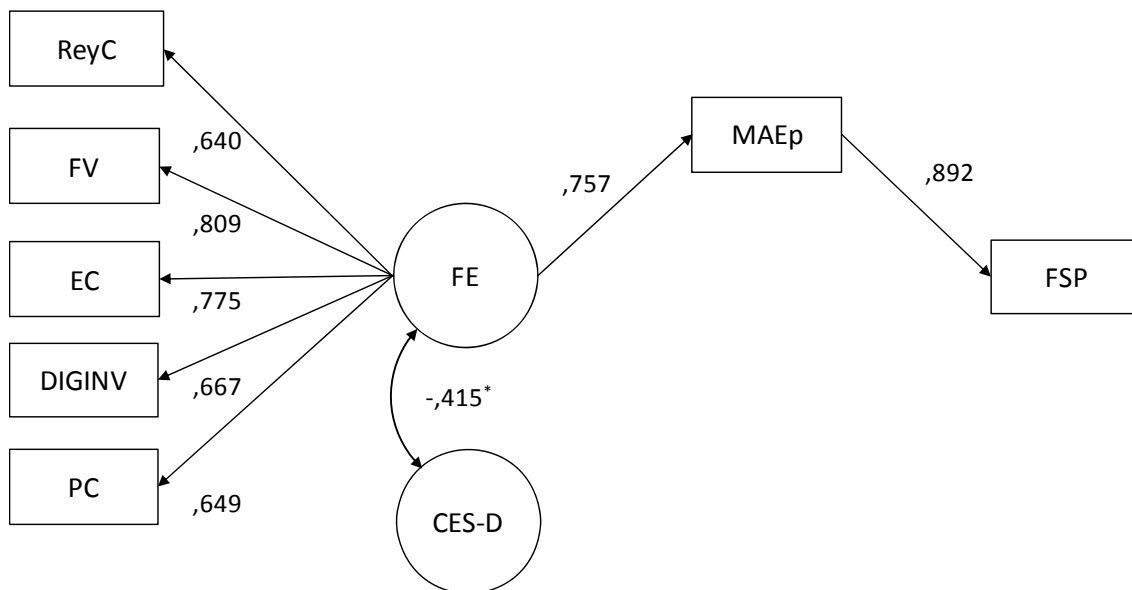 ReyC
,640
FV
,809
EC
,775
DIGINV
,667
PC
,649
FE
-,415*
CES-D
,757
MAEp
,892
FSP